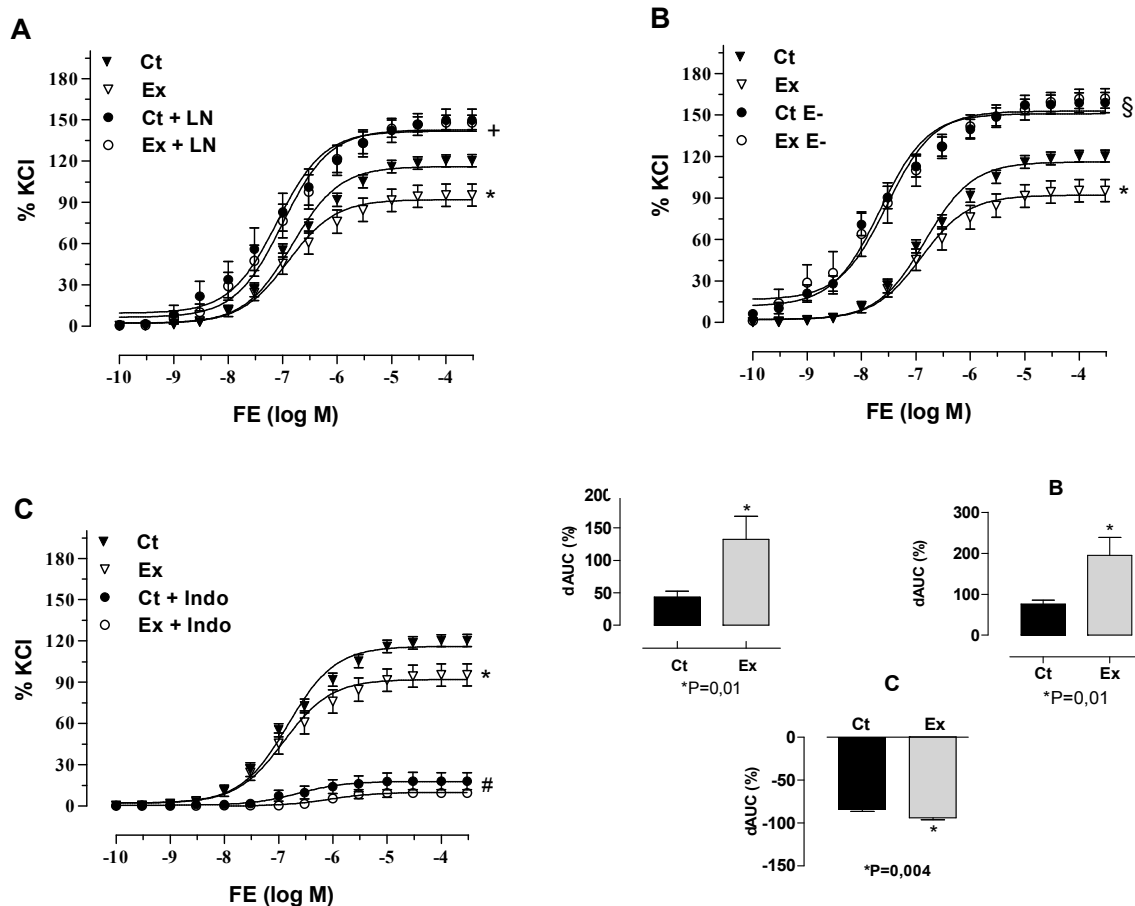 A
Ct
Ex
Ct + LN
Ex + LN
180
150
120
90
60
30
0
% KCl
+
*
-10 -9 -8 -7 -6 -5 -4
FE (log M)
B
Ct
Ex
Ct E-
Ex E-
180
150
120
90
60
30
0
% KCl
§
*
-10 -9 -8 -7 -6 -5 -4
FE (log M)
C
Ct
Ex
Ct + Indo
Ex + Indo
180
150
120
90
60
30
0
% KCl
*
#
-10 -9 -8 -7 -6 -5 -4
FE (log M)
200
150
100
50
0
dAUC (%)
*
Ct Ex
*P=0,01
B
300
200
100
0
dAUC (%)
*
Ct Ex
*P=0,01
C
Ct Ex
0
-50
-100
-150
dAUC (%)
*
*P=0,004